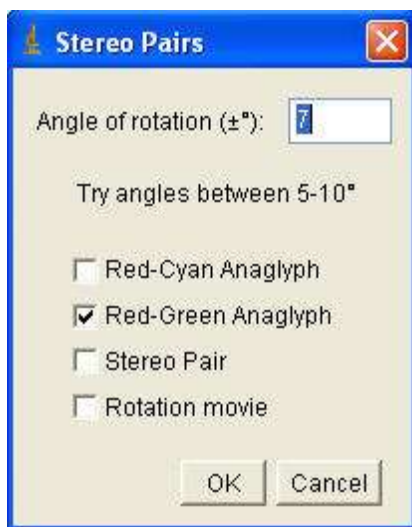 Stereo Pairs
Angle of rotation (±°): 7
Try angles between 5-10°
Red-Cyan Anaglyph
Red-Green Anaglyph
Stereo Pair
Rotation movie
OK Cancel